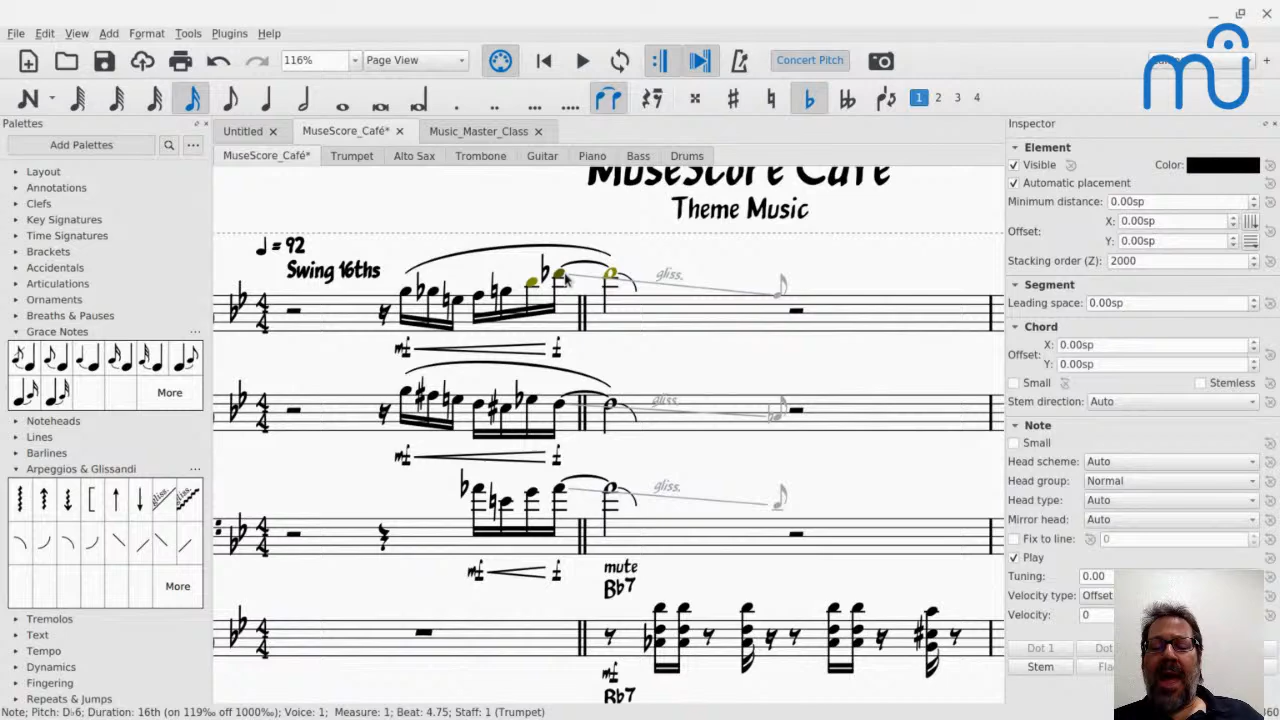 File Edit View Add Format Tools Plugins Help
116% Page View Concert Pitch
1 2 3 4
Palettes
Untitled MuseScore_Café* Music_Master_Class
Inspector
Add Palettes
MuseScore_Café* Trumpet Alto Sax Trombone Guitar Piano Bass Drums
Layout
Annotations
Clefs
Key Signatures
Time Signatures
Brackets
Accidentals
Articulations
Ornaments
Breaths & Pauses
Grace Notes
More
Noteheads
Lines
Barlines
Arpeggios & Glissandi
gliss. gliss.
More
Tremolos
Text
Tempo
Dynamics
Fingering
Repeats & Jumps
MuseScore Café
Theme Music
= 92
Swing 16ths
gliss.
mf f
gliss.
mf f
gliss.
mf f
mute
Bb7
mf
Bb7
Element
Visible Color:
Automatic placement
Minimum distance: 0.00sp
Offset: X: 0.00sp
Y: 0.00sp
Stacking order (Z): 2000
Segment
Leading space: 0.00sp
Chord
Offset: X: 0.00sp
Y: 0.00sp
Small Stemless
Stem direction: Auto
Note
Small
Head scheme: Auto
Head group: Normal
Head type: Auto
Mirror head: Auto
Fix to line: 0
Play
Tuning: 0.00
Velocity type: Offset
Velocity: 0
Dot 1
Stem
Note; Pitch: D♭6; Duration: 16th (on 119‰ off 1000‰); Voice: 1; Measure: 1; Beat: 4.75; Staff: 1 (Trumpet)